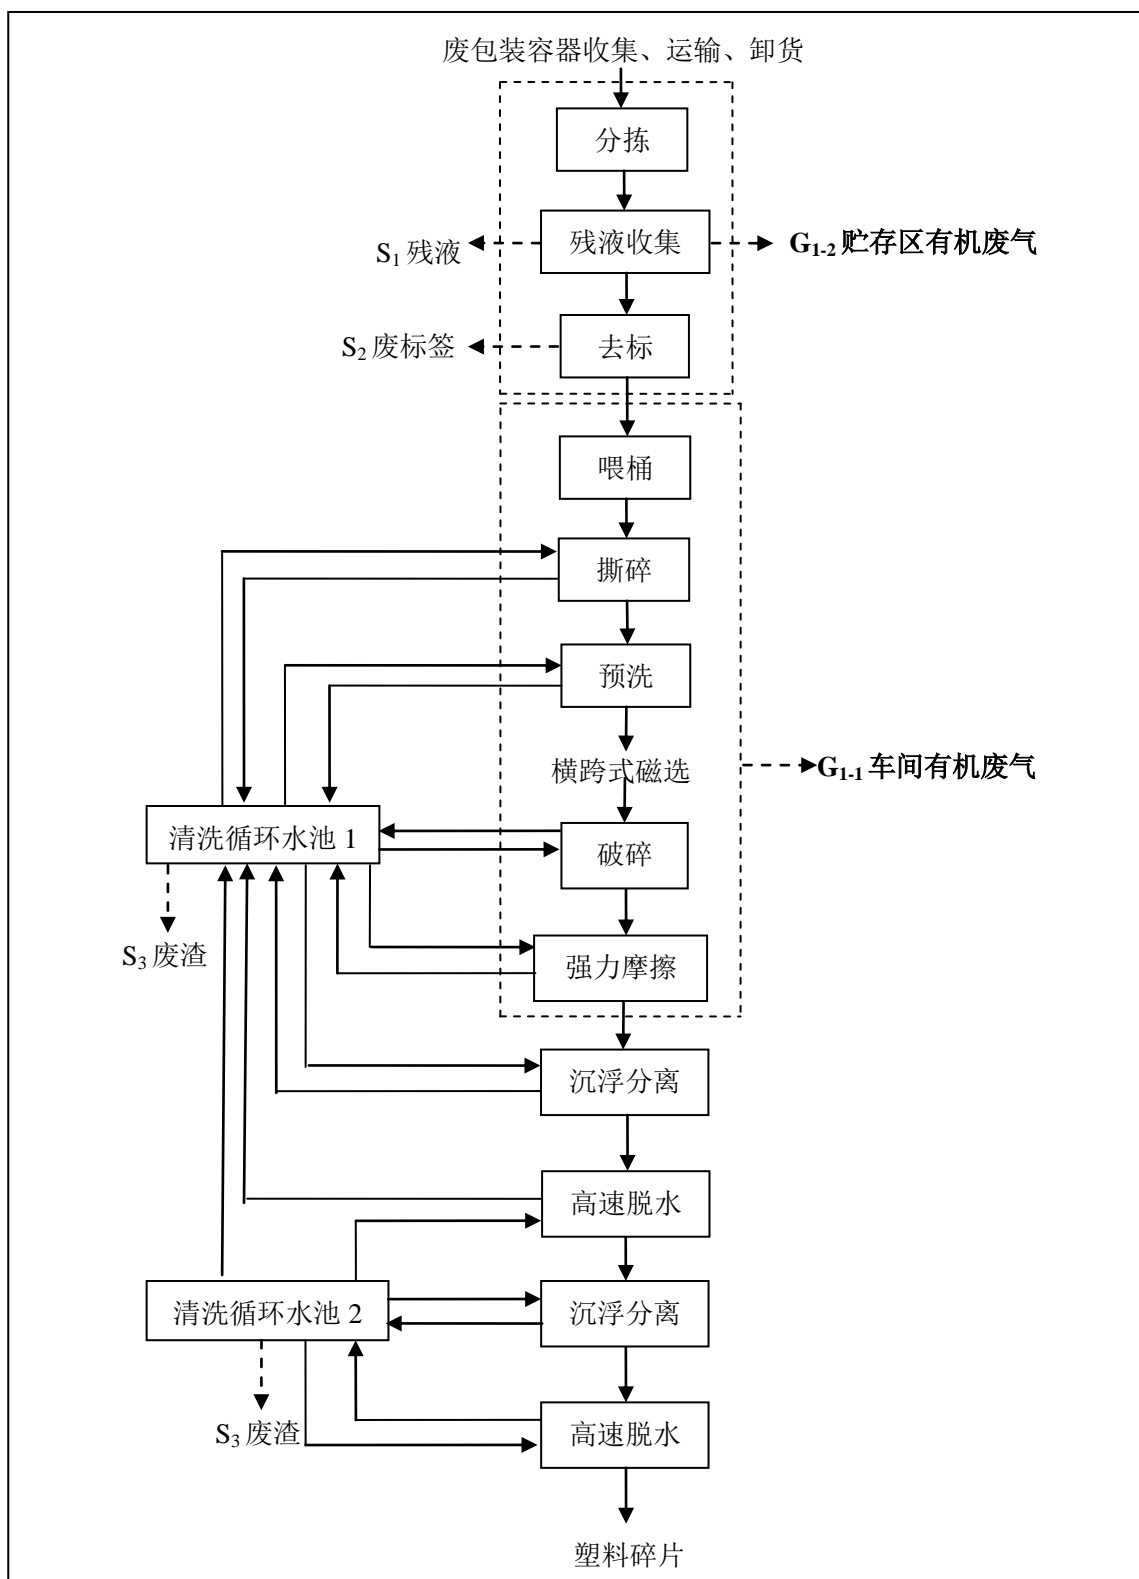 废包装容器收集、运输、卸货
分拣
残液收集
S1 残液
G1-2 贮存区有机废气
去标
S2 废标签
喂桶
撕碎
预洗
横跨式磁选
G1-1 车间有机废气
清洗循环水池 1
破碎
S3 废渣
强力摩擦
沉浮分离
高速脱水
清洗循环水池 2
沉浮分离
S3 废渣
高速脱水
塑料碎片